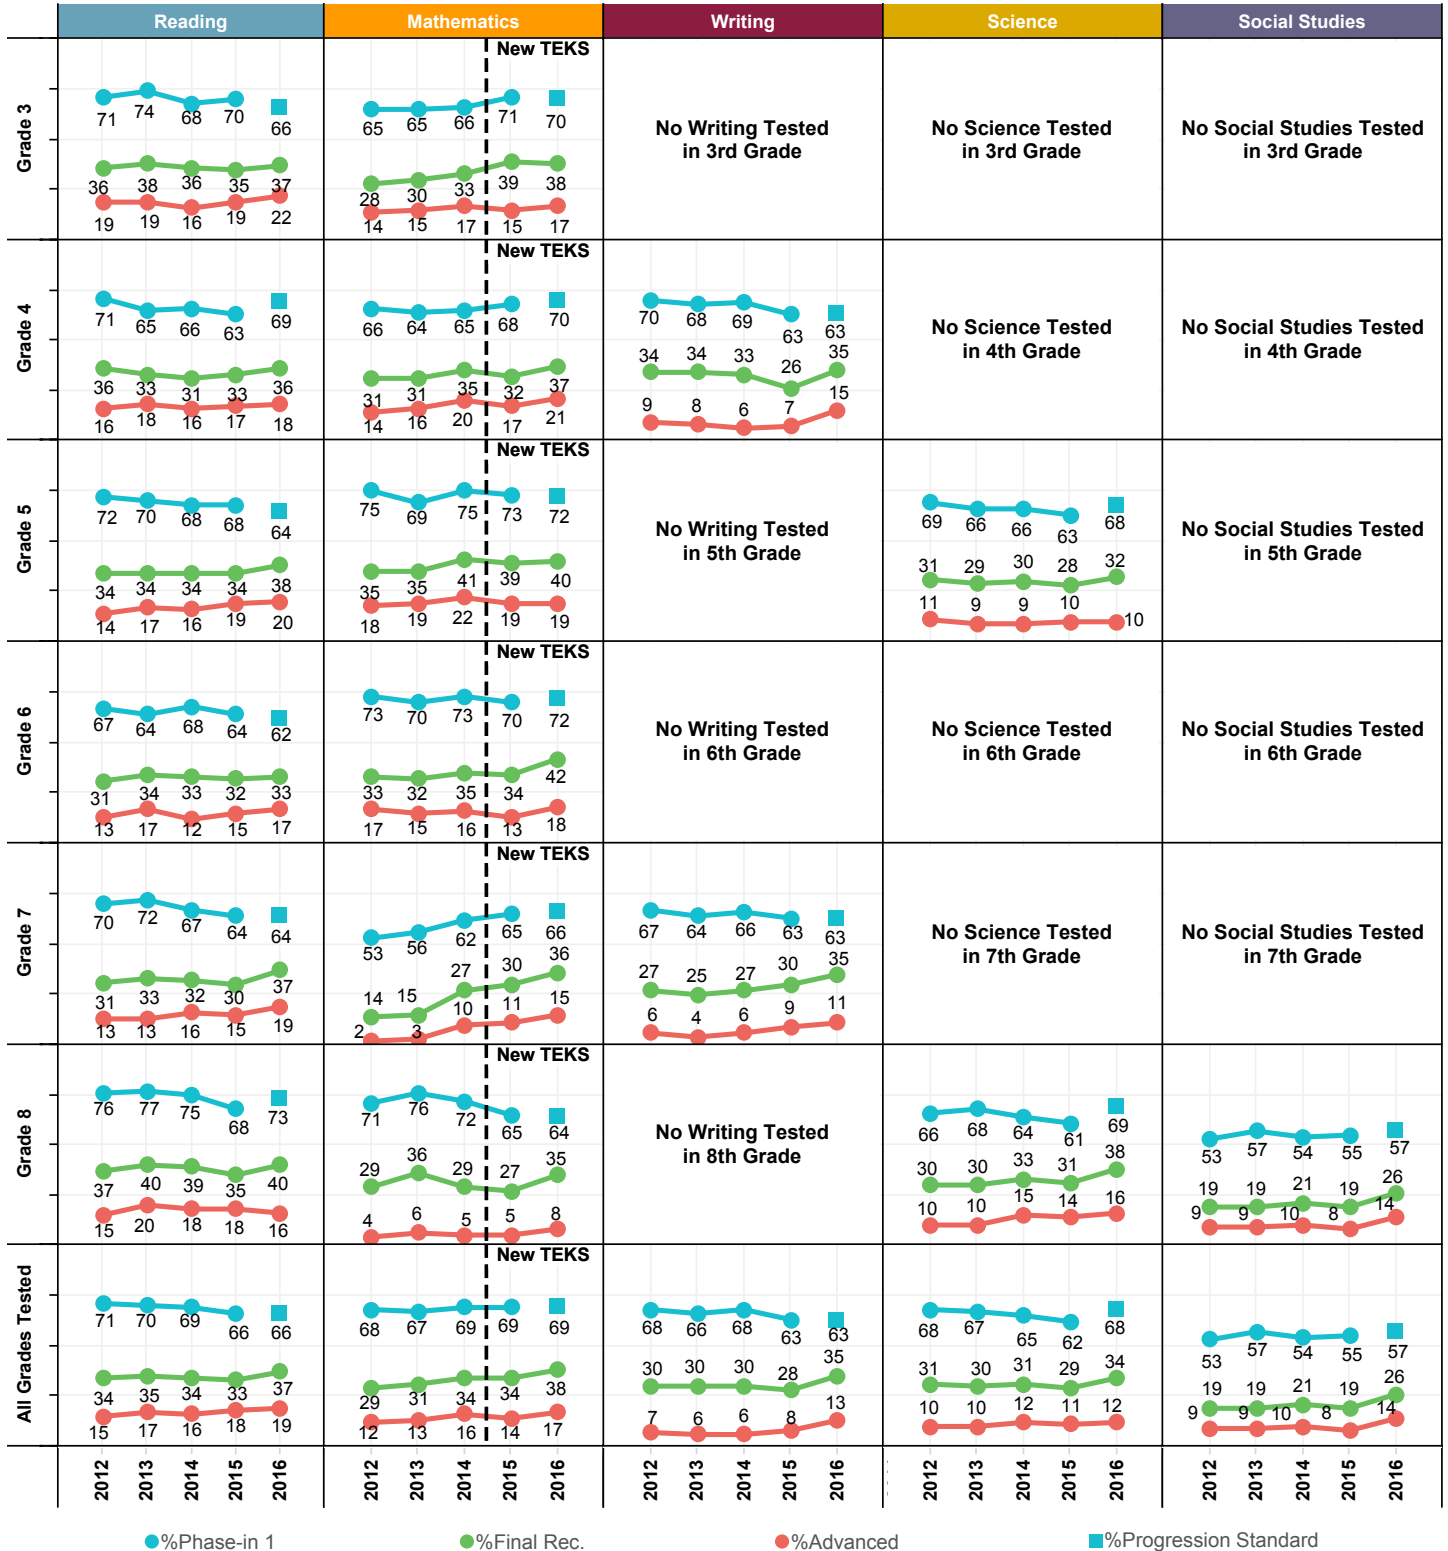 Reading Mathematics Writing Science Social Studies
Grade 3
New TEKS
71 74 68 70 66
36 38 36 35 37
19 19 16 19 22
65 65 66 71 70
28 30 33 39 38
14 15 17 15 17
No Writing Tested
in 3rd Grade
No Science Tested
in 3rd Grade
No Social Studies Tested
in 3rd Grade
Grade 4
New TEKS
71 65 66 63 69
36 33 31 33 36
16 18 16 17 18
66 64 65 68 70
31 31 35 32 37
14 16 20 17 21
70 68 69 63 63
34 34 33 26 35
9 8 6 7 15
No Science Tested
in 4th Grade
No Social Studies Tested
in 4th Grade
Grade 5
New TEKS
72 70 68 68 64
34 34 34 34 38
14 17 16 19 20
75 69 75 73 72
35 35 41 39 40
18 19 22 19 19
No Writing Tested
in 5th Grade
69 66 66 63 68
31 29 30 28 32
11 9 9 10 10
No Social Studies Tested
in 5th Grade
Grade 6
New TEKS
67 64 68 64 62
31 34 33 32 33
13 17 12 15 17
73 70 73 70 72
33 32 35 34 42
17 15 16 13 18
No Writing Tested
in 6th Grade
No Science Tested
in 6th Grade
No Social Studies Tested
in 6th Grade
Grade 7
New TEKS
70 72 67 64 64
31 33 32 30 37
13 13 16 15 19
53 56 62 65 66
14 15 27 30 36
2 3 10 11 15
67 64 66 63 63
27 25 27 30 35
6 4 6 9 11
No Science Tested
in 7th Grade
No Social Studies Tested
in 7th Grade
Grade 8
New TEKS
76 77 75 68 73
37 40 39 35 40
15 20 18 18 16
71 76 72 65 64
29 36 29 27 35
4 6 5 5 8
No Writing Tested
in 8th Grade
66 68 64 61 69
30 30 33 31 38
10 10 15 14 16
53 57 54 55 57
19 19 21 19 26
9 9 10 8 14
All Grades Tested
New TEKS
71 70 69 66 66
34 35 34 33 37
15 17 16 18 19
68 67 69 69 69
29 31 34 34 38
12 13 16 14 17
68 66 68 63 63
30 30 30 28 35
7 6 6 8 13
68 67 65 62 68
31 30 31 29 34
10 10 12 11 12
53 57 54 55 57
19 19 21 19 26
9 9 10 8 14
2012 2013 2014 2015 2016 2012 2013 2014 2015 2016 2012 2013 2014 2015 2016 2012 2013 2014 2015 2016 2012 2013 2014 2015 2016
%Phase-in 1 %Final Rec. %Advanced %Progression Standard